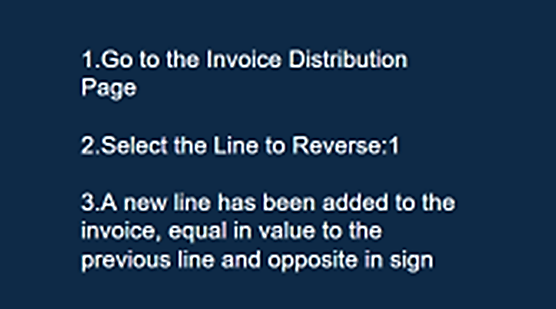 1.Go to the Invoice Distribution
Page
2.Select the Line to Reverse:1
3.A new line has been added to the
invoice, equal in value to the
previous line and opposite in sign